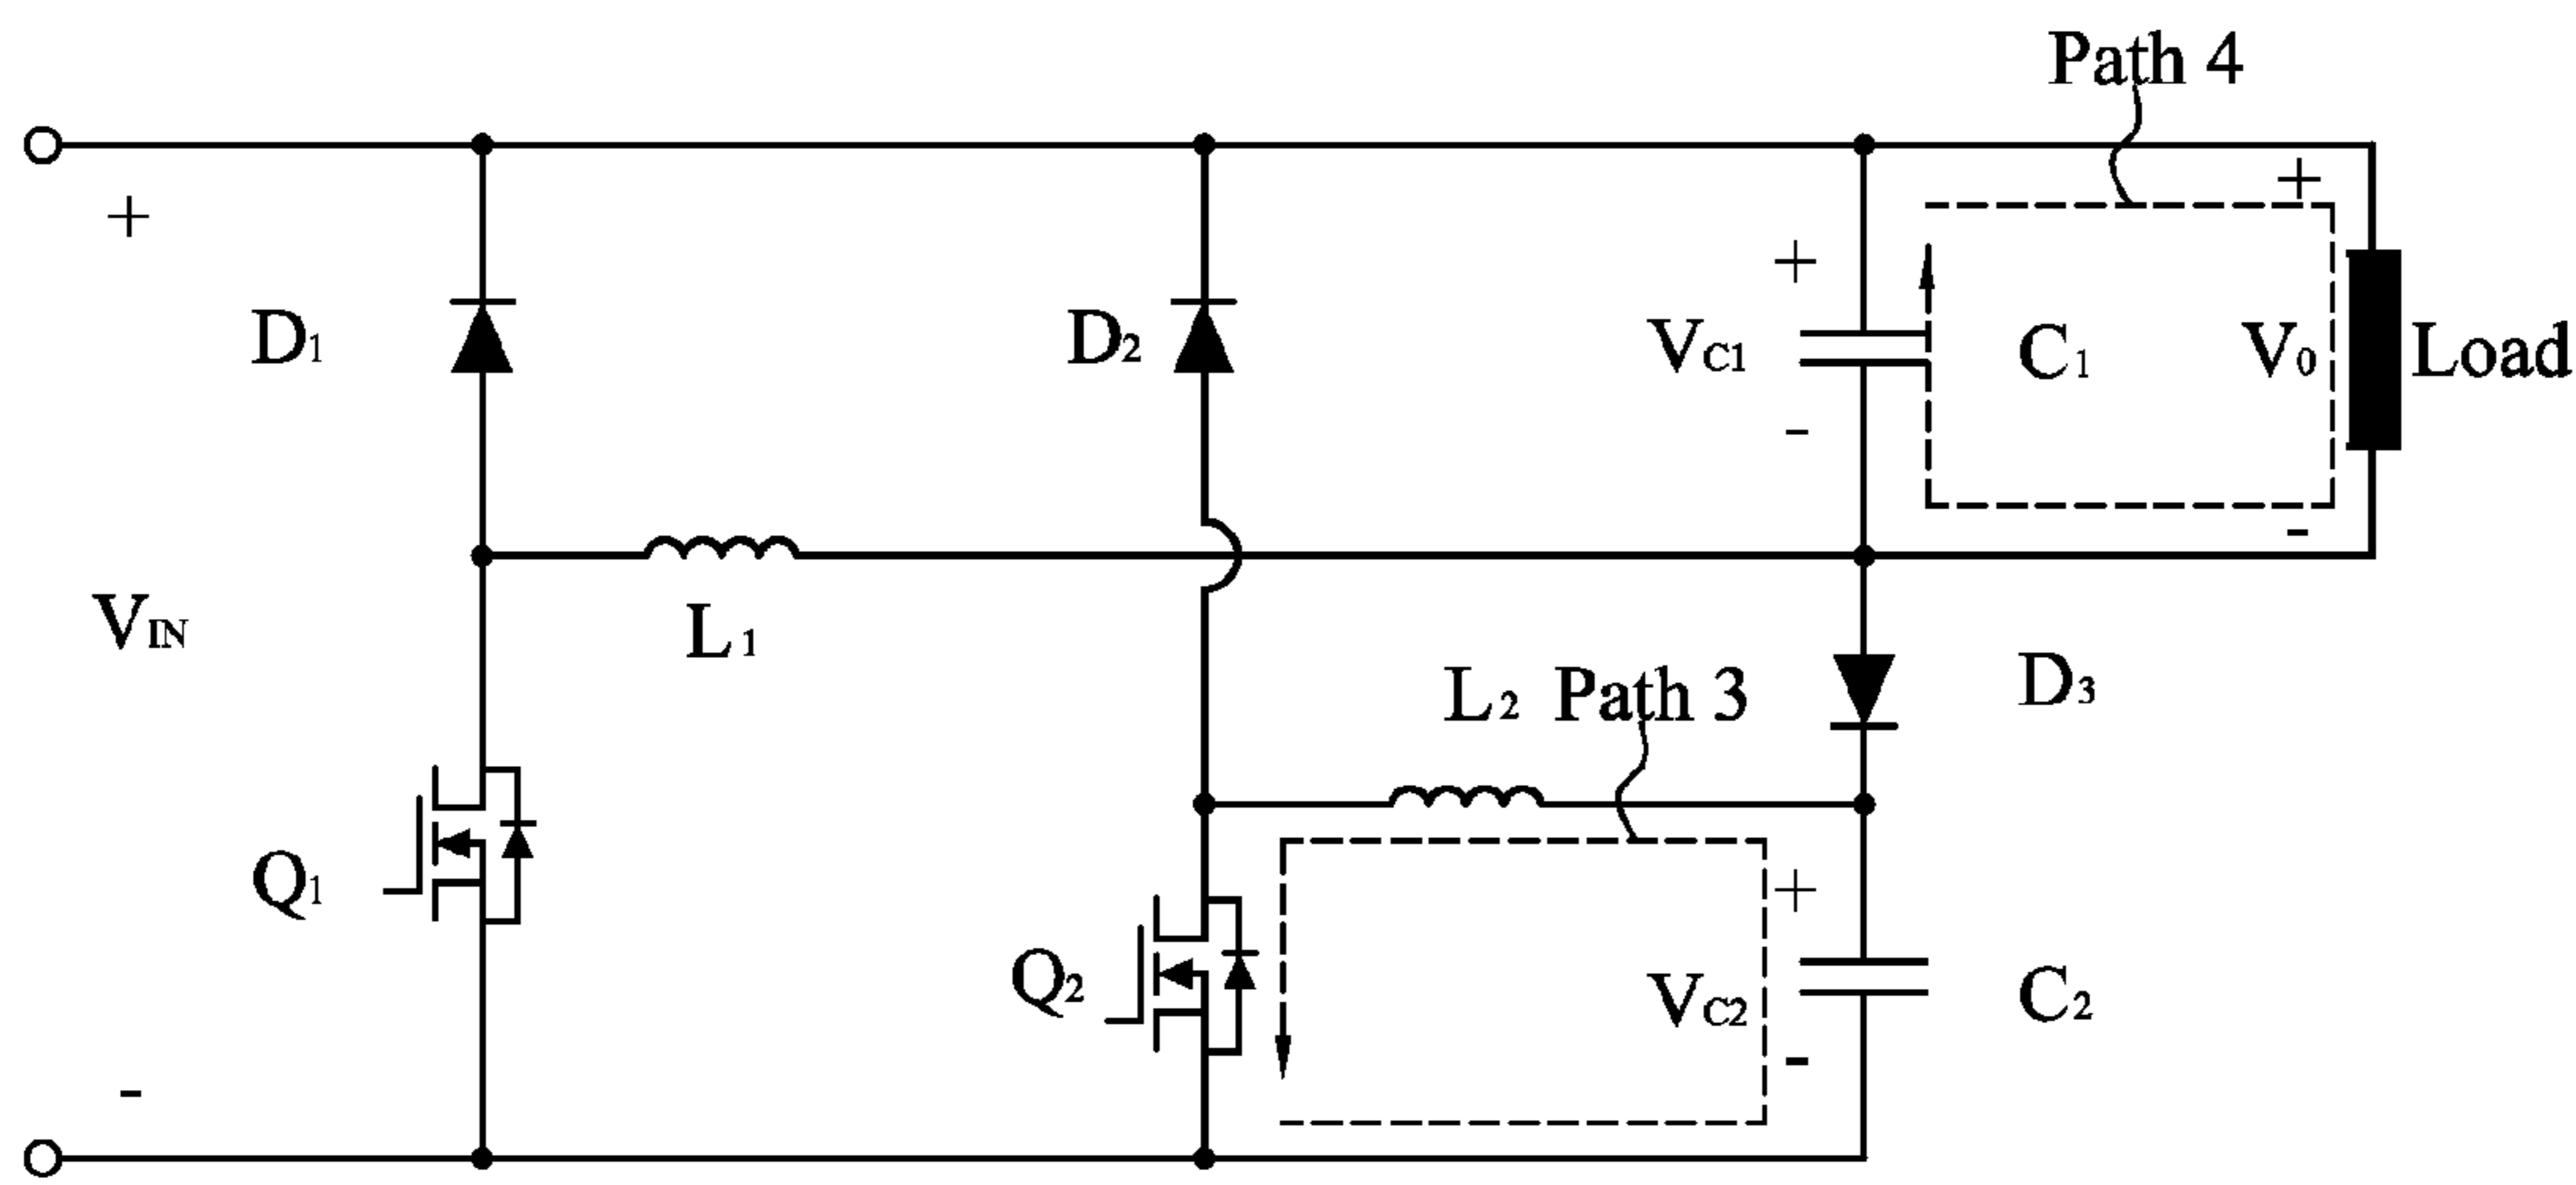 Path 4
+
+
+
D1
D2
VC1
C1
V0
Load
-
-
VIN
L1
L2
Path 3
D3
Q1
+
Q2
VC2
C2
-
-